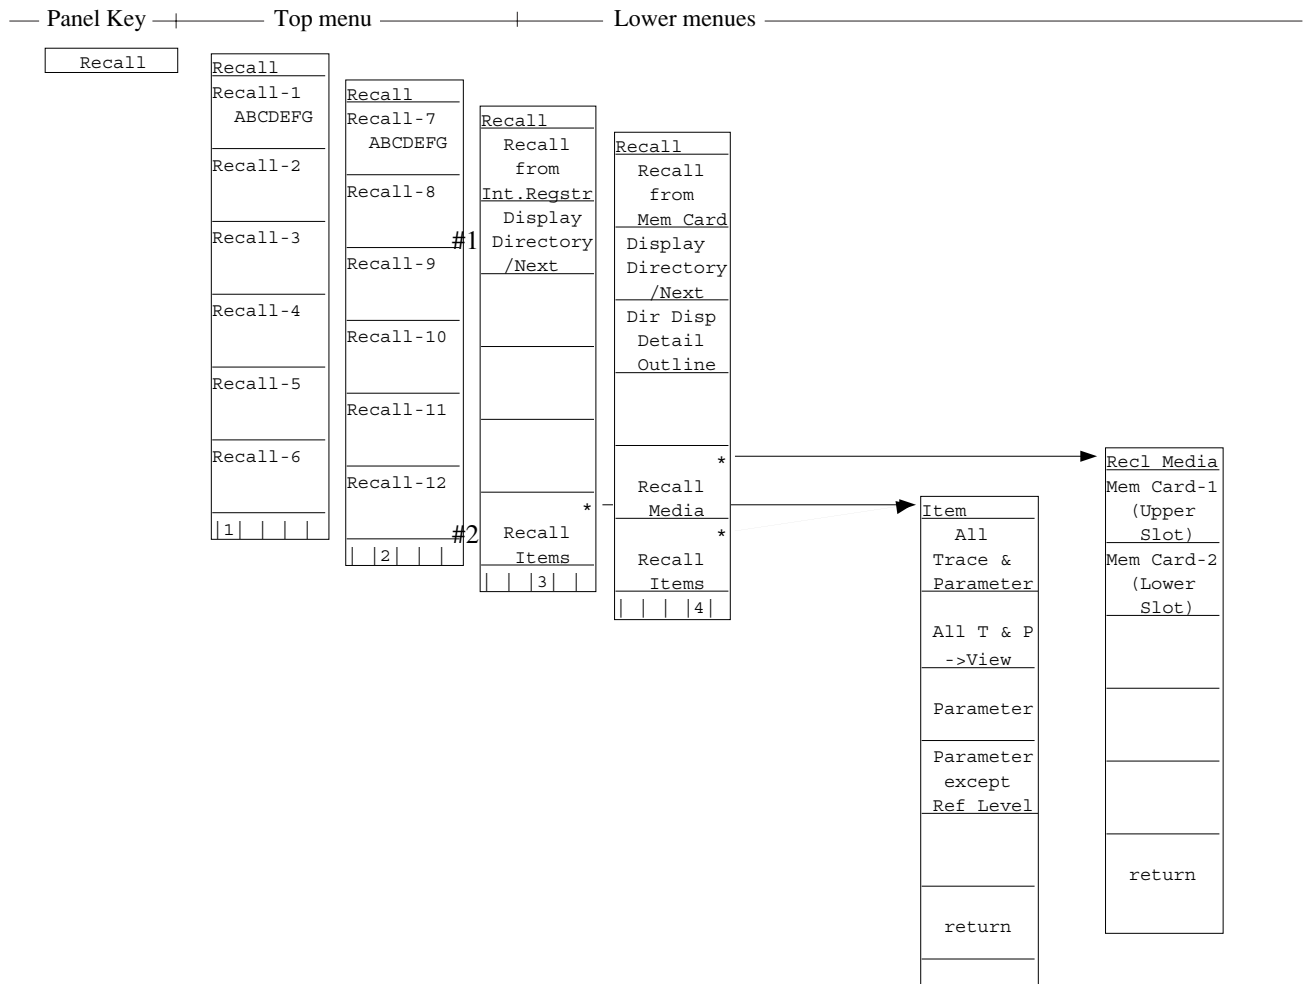 Panel Key
Top menu
Lower menues
Recall
Recall
Recall-1
ABCDEFG
Recall-2
Recall-3
Recall-4
Recall-5
Recall-6
|1| | | |
Recall
Recall-7
ABCDEFG
Recall-8
Recall-9
Recall-10
Recall-11
Recall-12
| |2| | |
Recall
Recall
from
Int.Regstr
#1
Display
Directory
/Next
*
#2
Recall
Items
| | |3| |
Recall
Recall
from
Mem Card
Display
Directory
/Next
Dir Disp
Detail
Outline
*
Recall
Media
*
Recall
Items
| | | |4|
Item
All
Trace &
Parameter
All T & P
->View
Parameter
Parameter
except
Ref Level
return
Recl Media
Mem Card-1
(Upper
Slot)
Mem Card-2
(Lower
Slot)
return